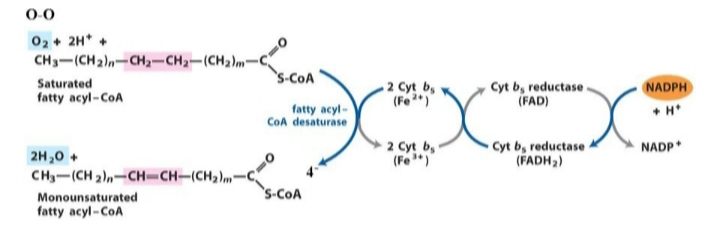 O-O
O₂ + 2H⁺ +
CH₃—(CH₂)n—CH₂—CH₂—(CH₂)m—C
O
S-CoA
Saturated
fatty acyl-CoA
fatty acyl-
CoA desaturase
2 Cyt b₅
(Fe²⁺)
Cyt b₅ reductase
(FAD)
NADPH
+ H⁺
2 Cyt b₅
(Fe³⁺)
Cyt b₅ reductase
(FADH₂)
NADP⁺
2H₂O +
CH₃—(CH₂)n—CH=CH—(CH₂)m—C
O
S-CoA
4⁻
Monounsaturated
fatty acyl-CoA